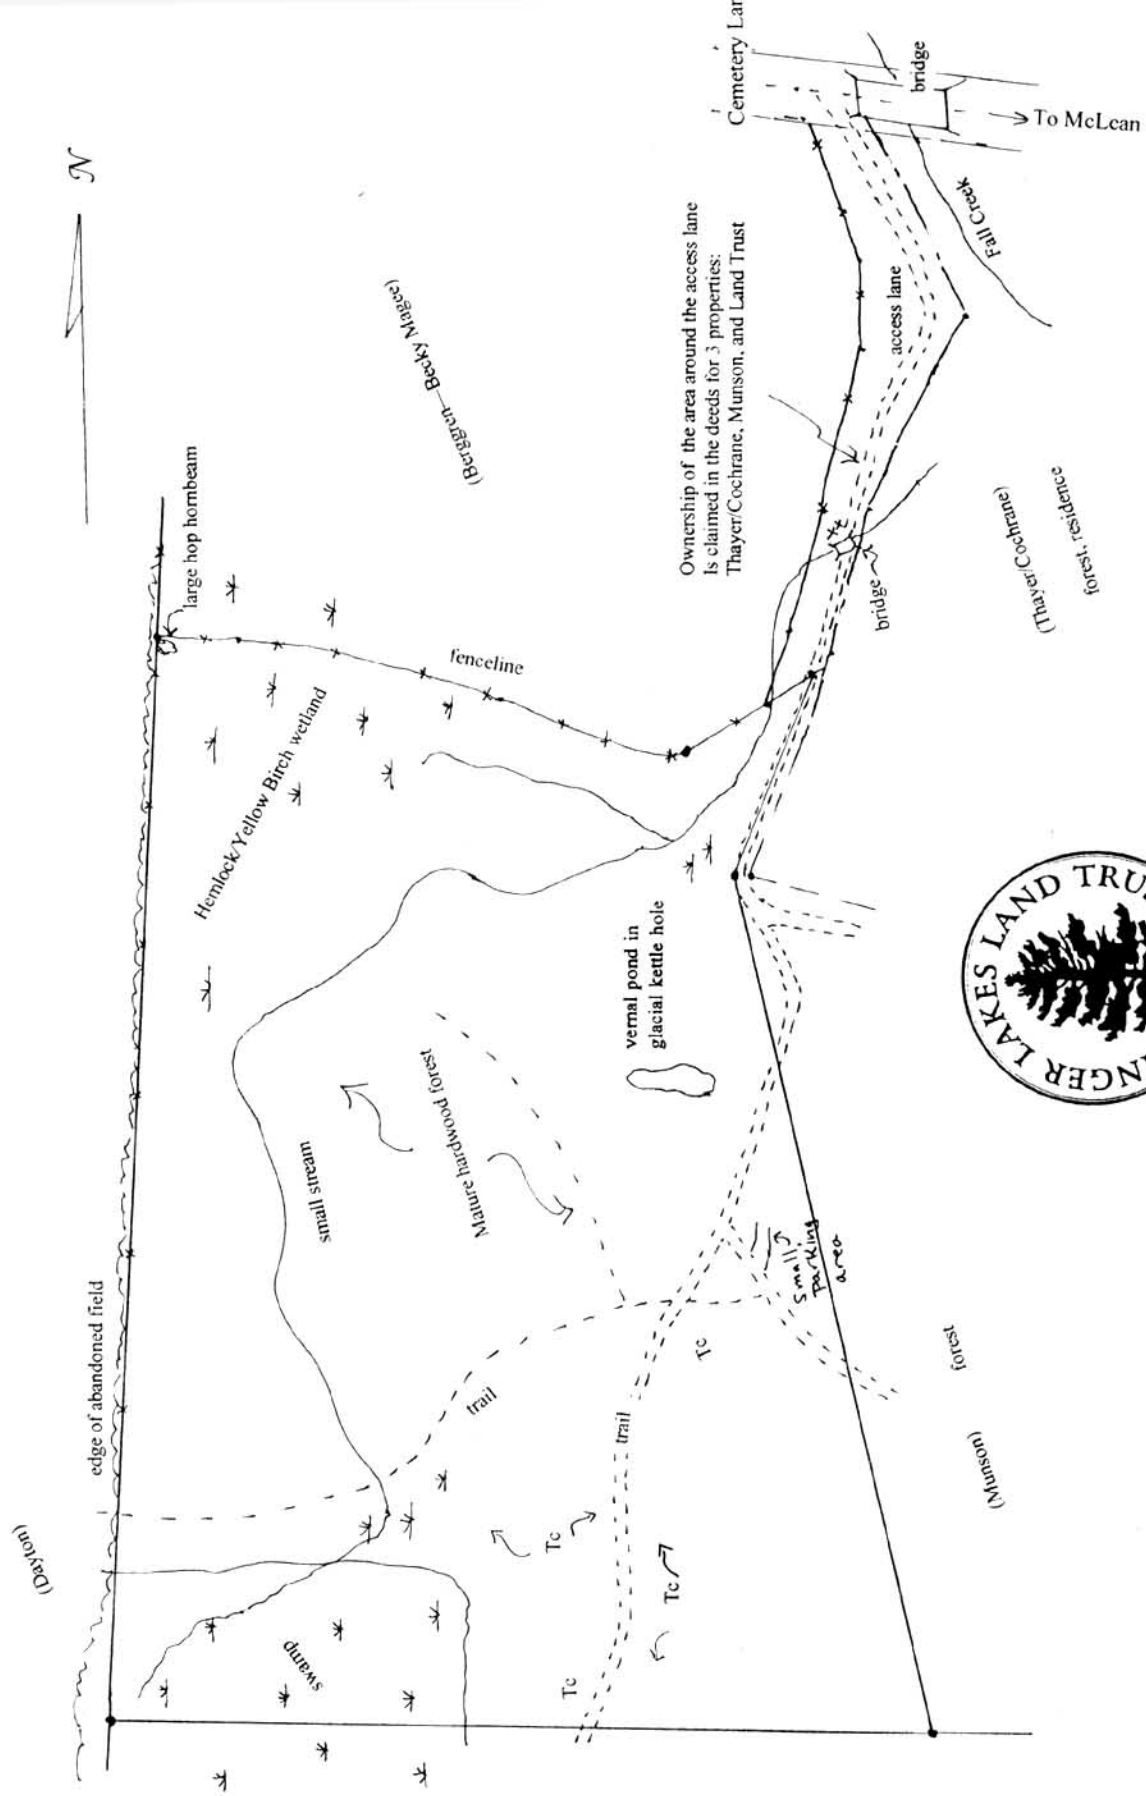 N
Cemetery Lan
bridge
To McLean
Fall Creek
access lane
(Berggren—Becky Magee)
Ownership of the area around the access lane
Is claimed in the deeds for 3 properties:
Thayer/Cochrane, Munson, and Land Trust
large hop hornbeam
fenceline
bridge
(Thayer/Cochrane)
forest, residence
Hemlock/Yellow Birch wetland
vernal pond in
glacial kettle hole
NGER LAKES LAND TRU
Mature hardwood forest
small stream
edge of abandoned field
Small
Parking
area
Tc
forest
trail
trail
(Munson)
(Dayton)
Tc
Tc
Tc
swamp